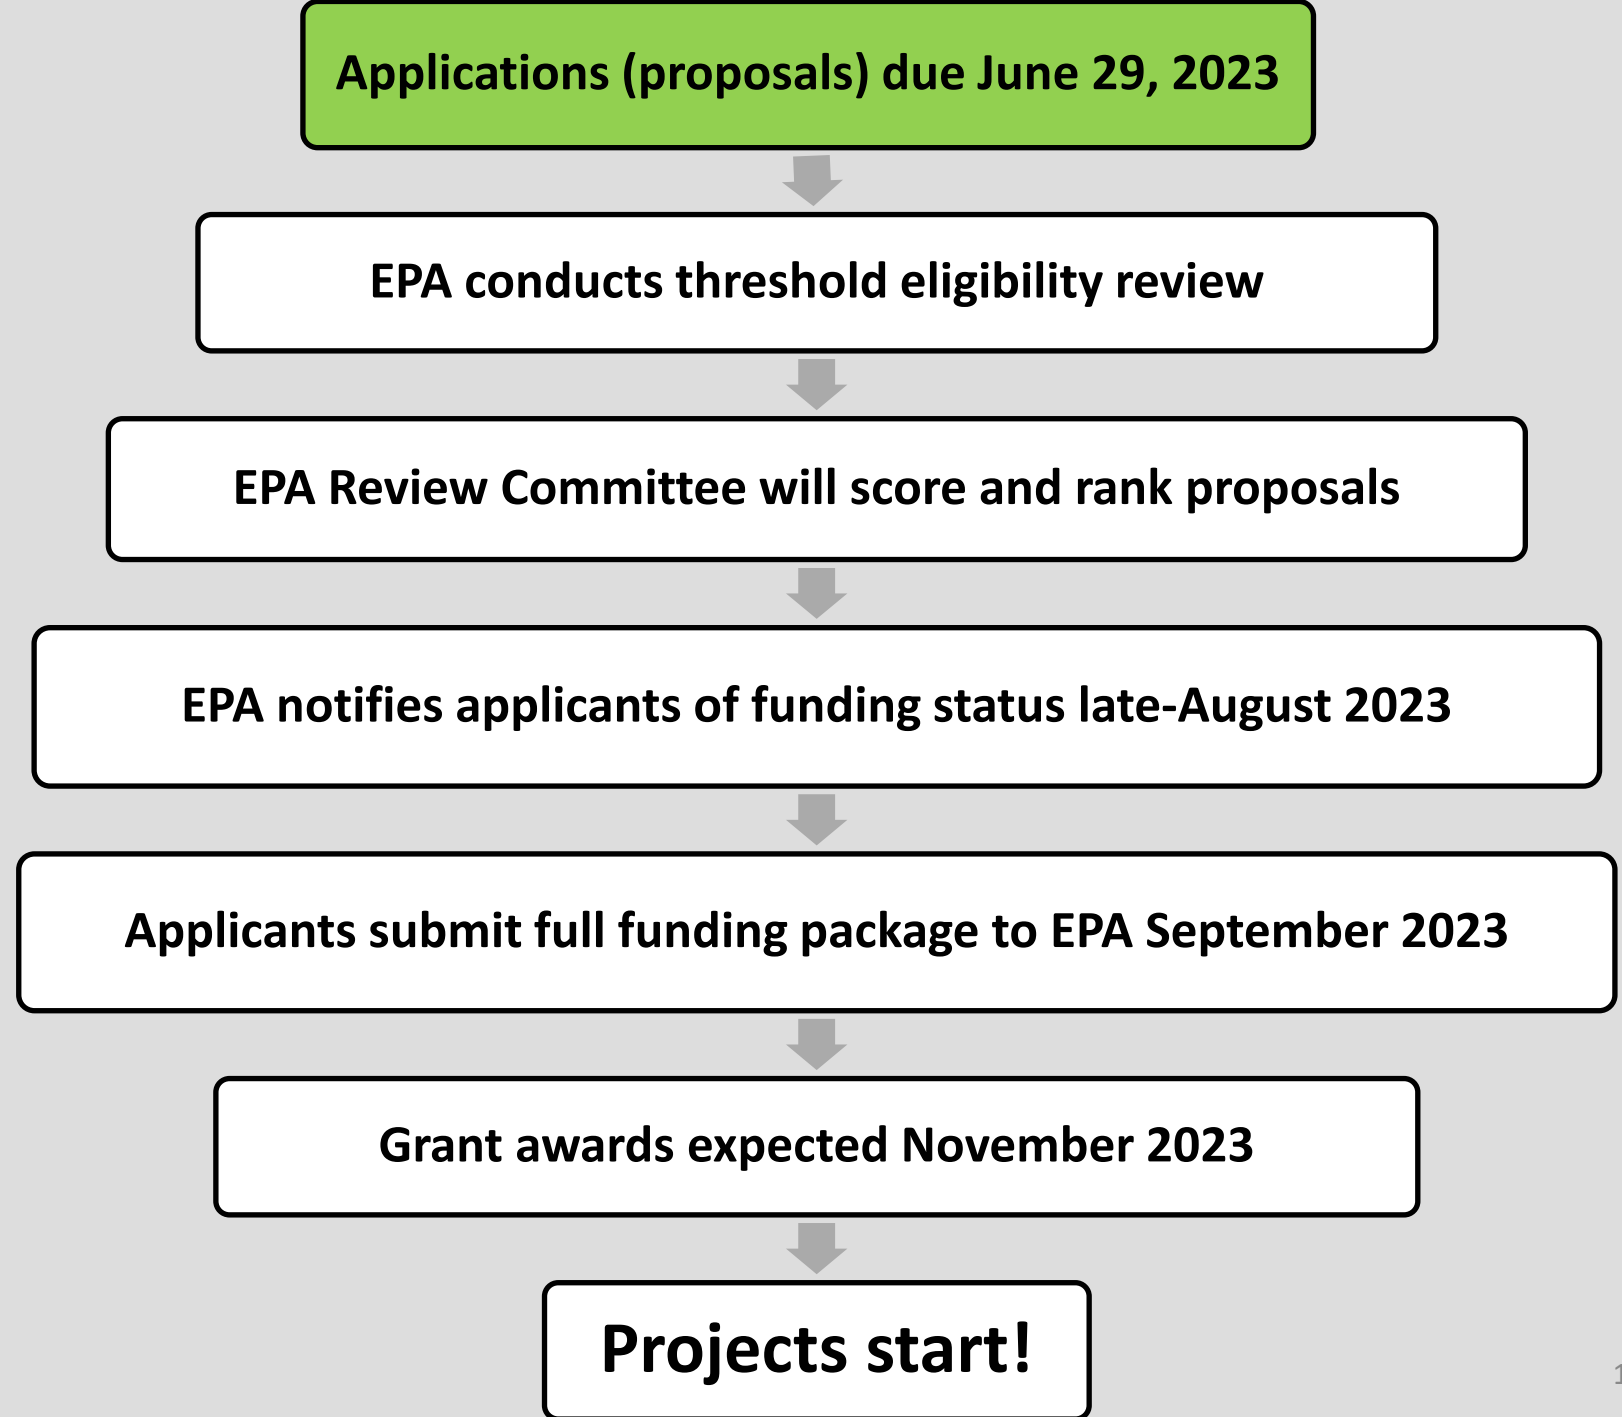 Applications (proposals) due June 29, 2023
EPA conducts threshold eligibility review
EPA Review Committee will score and rank proposals
EPA notifies applicants of funding status late-August 2023
Applicants submit full funding package to EPA September 2023
Grant awards expected November 2023
Projects start!